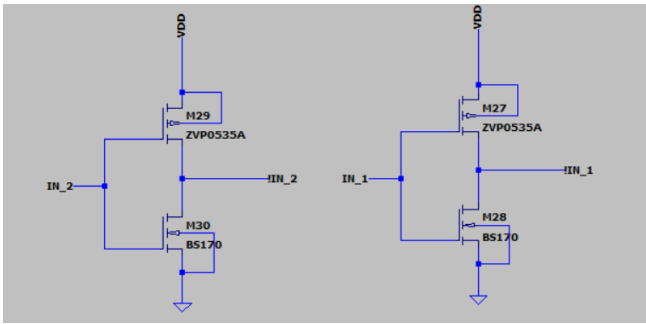 VDD
M29
ZVP0535A
IN_2
!IN_2
M30
BS170
VDD
M27
ZVP0535A
IN_1
!IN_1
M28
BS170